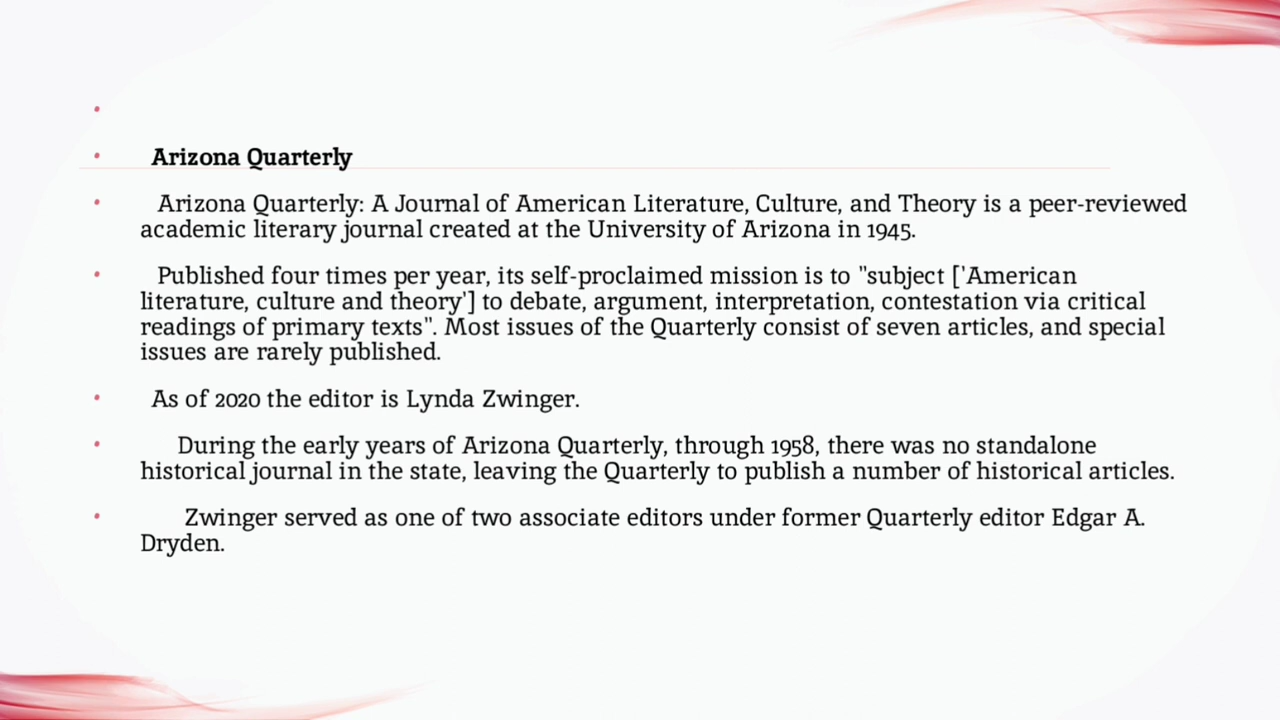 Arizona Quarterly
Arizona Quarterly: A Journal of American Literature, Culture, and Theory is a peer-reviewed
academic literary journal created at the University of Arizona in 1945.
Published four times per year, its self-proclaimed mission is to "subject ['American
literature, culture and theory'] to debate, argument, interpretation, contestation via critical
readings of primary texts". Most issues of the Quarterly consist of seven articles, and special
issues are rarely published.
As of 2020 the editor is Lynda Zwinger.
During the early years of Arizona Quarterly, through 1958, there was no standalone
historical journal in the state, leaving the Quarterly to publish a number of historical articles.
Zwinger served as one of two associate editors under former Quarterly editor Edgar A.
Dryden.